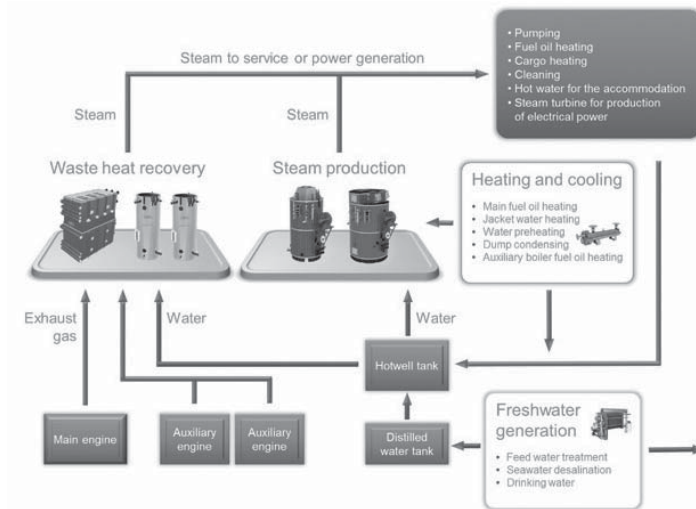 Steam to service or power generation
• Pumping
• Fuel oil heating
• Cargo heating
• Cleaning
• Hot water for the accommodation
• Steam turbine for production
of electrical power
Steam
Steam
Waste heat recovery
Steam production
Heating and cooling
• Main fuel oil heating
• Jacket water heating
• Water preheating
• Dump condensing
• Auxiliary boiler fuel oil heating
Exhaust
gas
Water
Water
Hotwell tank
Main engine
Auxiliary
engine
Auxiliary
engine
Distilled
water tank
Freshwater
generation
• Feed water treatment
• Seawater desalination
• Drinking water